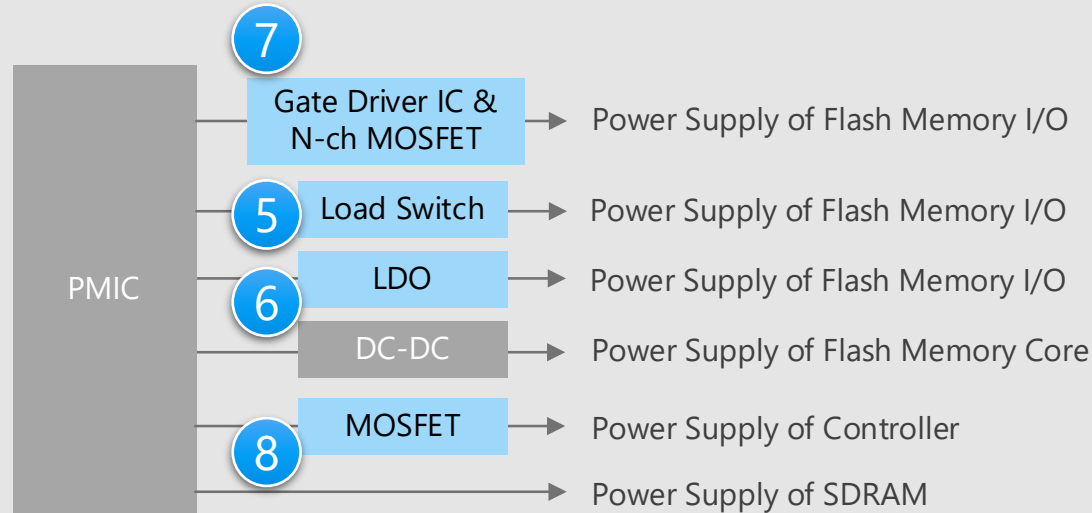 7
Gate Driver IC &
N-ch MOSFET
Power Supply of Flash Memory I/O
5
Load Switch
Power Supply of Flash Memory I/O
PMIC
6
LDO
Power Supply of Flash Memory I/O
DC-DC
Power Supply of Flash Memory Core
8
MOSFET
Power Supply of Controller
Power Supply of SDRAM